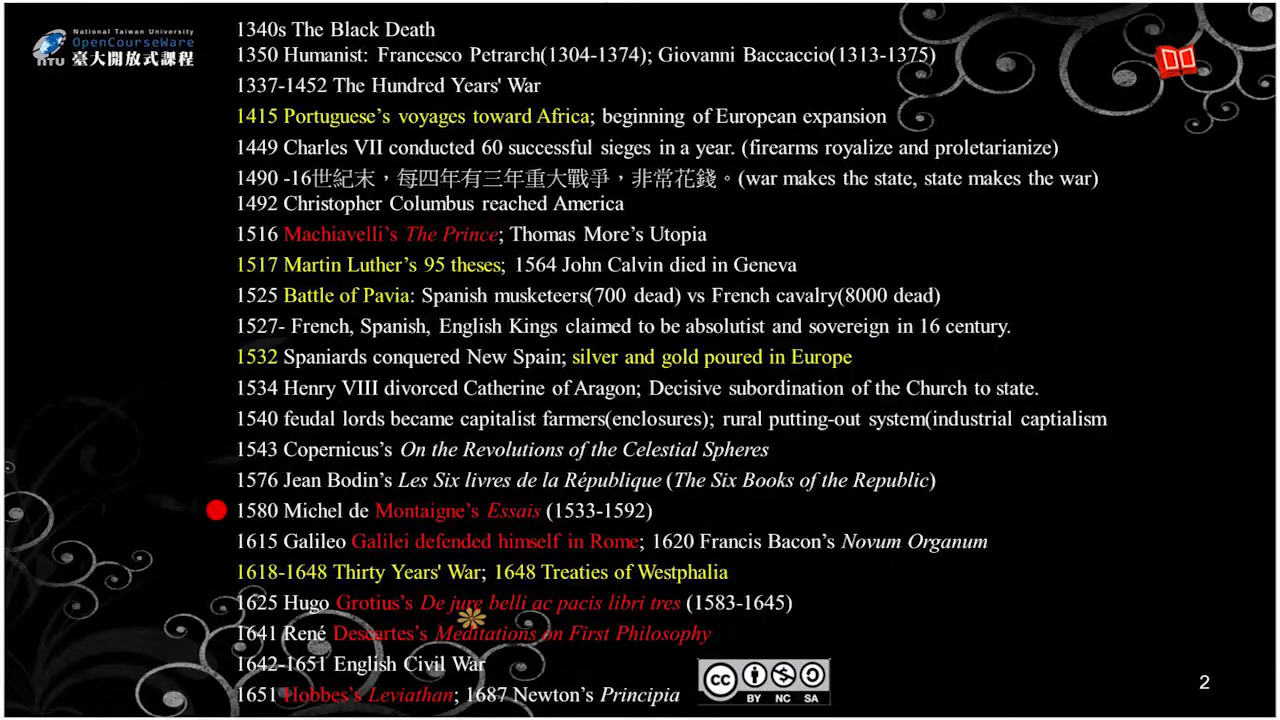 National Taiwan University
OpenCourseWare
NTU 臺大開放式課程
1340s The Black Death
1350 Humanist: Francesco Petrarch(1304-1374); Giovanni Baccaccio(1313-1375)
1337-1452 The Hundred Years' War
1415 Portuguese’s voyages toward Africa; beginning of European expansion
1449 Charles VII conducted 60 successful sieges in a year. (firearms royalize and proletarianize)
1490 -16世紀末，每四年有三年重大戰爭，非常花錢。(war makes the state, state makes the war)
1492 Christopher Columbus reached America
1516 Machiavelli’s The Prince; Thomas More’s Utopia
1517 Martin Luther’s 95 theses; 1564 John Calvin died in Geneva
1525 Battle of Pavia: Spanish musketeers(700 dead) vs French cavalry(8000 dead)
1527- French, Spanish, English Kings claimed to be absolutist and sovereign in 16 century.
1532 Spaniards conquered New Spain; silver and gold poured in Europe
1534 Henry VIII divorced Catherine of Aragon; Decisive subordination of the Church to state.
1540 feudal lords became capitalist farmers(enclosures); rural putting-out system(industrial captialism
1543 Copernicus’s On the Revolutions of the Celestial Spheres
1576 Jean Bodin’s Les Six livres de la République (The Six Books of the Republic)
1580 Michel de Montaigne’s Essais (1533-1592)
1615 Galileo Galilei defended himself in Rome; 1620 Francis Bacon’s Novum Organum
1618-1648 Thirty Years' War; 1648 Treaties of Westphalia
1625 Hugo Grotius’s De jure belli ac pacis libri tres (1583-1645)
1641 René Descartes’s Meditations on First Philosophy
1642-1651 English Civil War
1651 Hobbes’s Leviathan; 1687 Newton’s Principia
cc BY NC SA
2